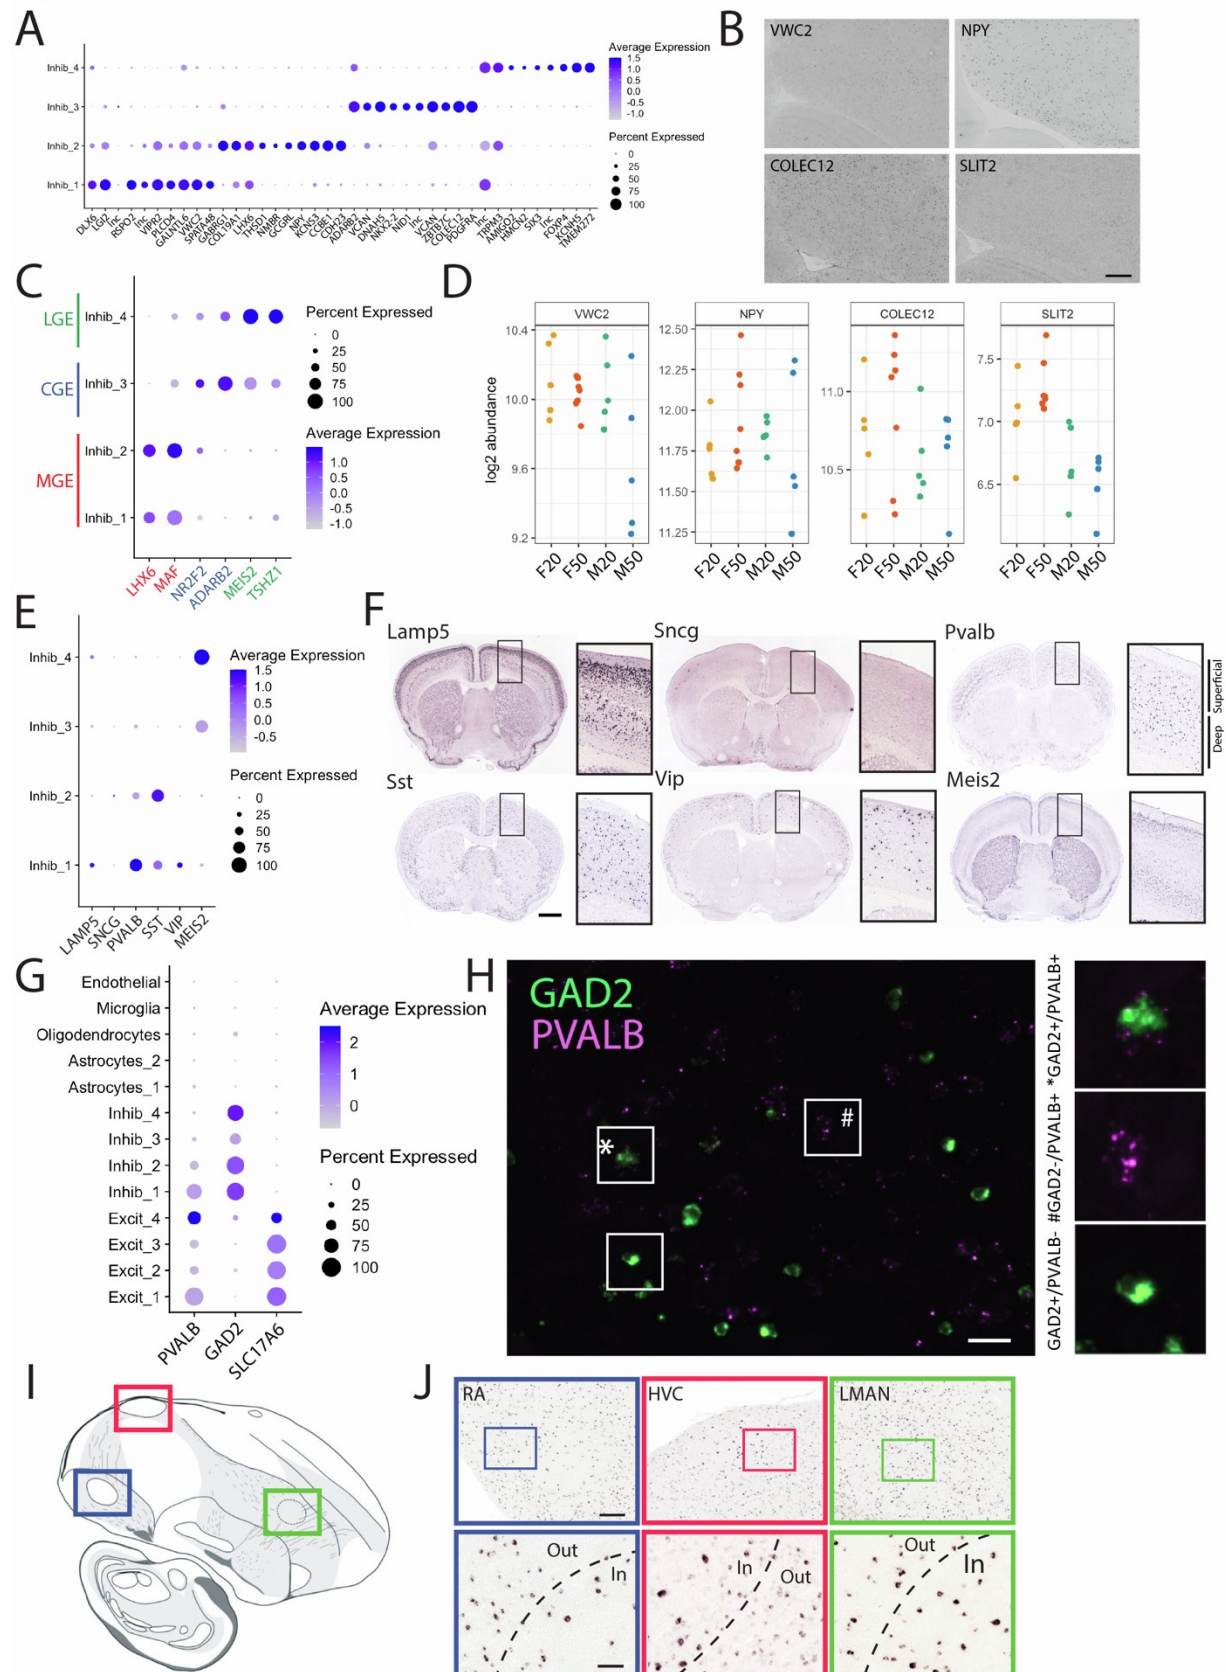 A
Inhib_4
Inhib_3
Inhib_2
Inhib_1
DLX6
LGI2
lnc
RSPO2
lnc
VIPR2
PLCD4
GALNTL6
VWC2
SPATA48
GABRG1
COL19A1
LHX6
THSD1
NMBR
GCGRL
NPY
KCNS3
CCBE1
CDH23
ADARB2
VCAN
DNAH5
NKX2-2
NID1
lnc
VCAN
ZBTB7C
COLEC12
PDGFRA
lnc
TRPM3
AMIGO2
HMCN2
SIX3
lnc
FOXP4
KCNH5
TMEM272
Average Expression
1.5
1.0
0.5
0.0
-0.5
-1.0
Percent Expressed
0
25
50
75
100
B
VWC2
NPY
COLEC12
SLIT2
C
LGE
CGE
MGE
Inhib_4
Inhib_3
Inhib_2
Inhib_1
LHX6
MAF
NR2F2
ADARB2
MEIS2
TSHZ1
Percent Expressed
0
25
50
75
100
Average Expression
1.0
0.5
0.0
-0.5
-1.0
D
log2 abundance
VWC2
10.4
10.0
9.6
9.2
F20
F50
M20
M50
NPY
12.50
12.25
12.00
11.75
11.50
11.25
F20
F50
M20
M50
COLEC12
11.0
10.5
F20
F50
M20
M50
SLIT2
7.5
7.0
6.5
F20
F50
M20
M50
E
Inhib_4
Inhib_3
Inhib_2
Inhib_1
LAMP5
SNCG
PVALB
SST
VIP
MEIS2
Average Expression
1.5
1.0
0.5
0.0
-0.5
Percent Expressed
0
25
50
75
100
F
Lamp5
Sncg
Pvalb
Superficial
Deep
Sst
Vip
Meis2
G
Endothelial
Microglia
Oligodendrocytes
Astrocytes_2
Astrocytes_1
Inhib_4
Inhib_3
Inhib_2
Inhib_1
Excit_4
Excit_3
Excit_2
Excit_1
PVALB
GAD2
SLC17A6
Average Expression
2
1
0
Percent Expressed
0
25
50
75
100
H
GAD2
PVALB
*
#
*GAD2+/PVALB+
#GAD2-/PVALB+
GAD2+/PVALB-
I
J
RA
HVC
LMAN
Out
In
In
Out
Out
In